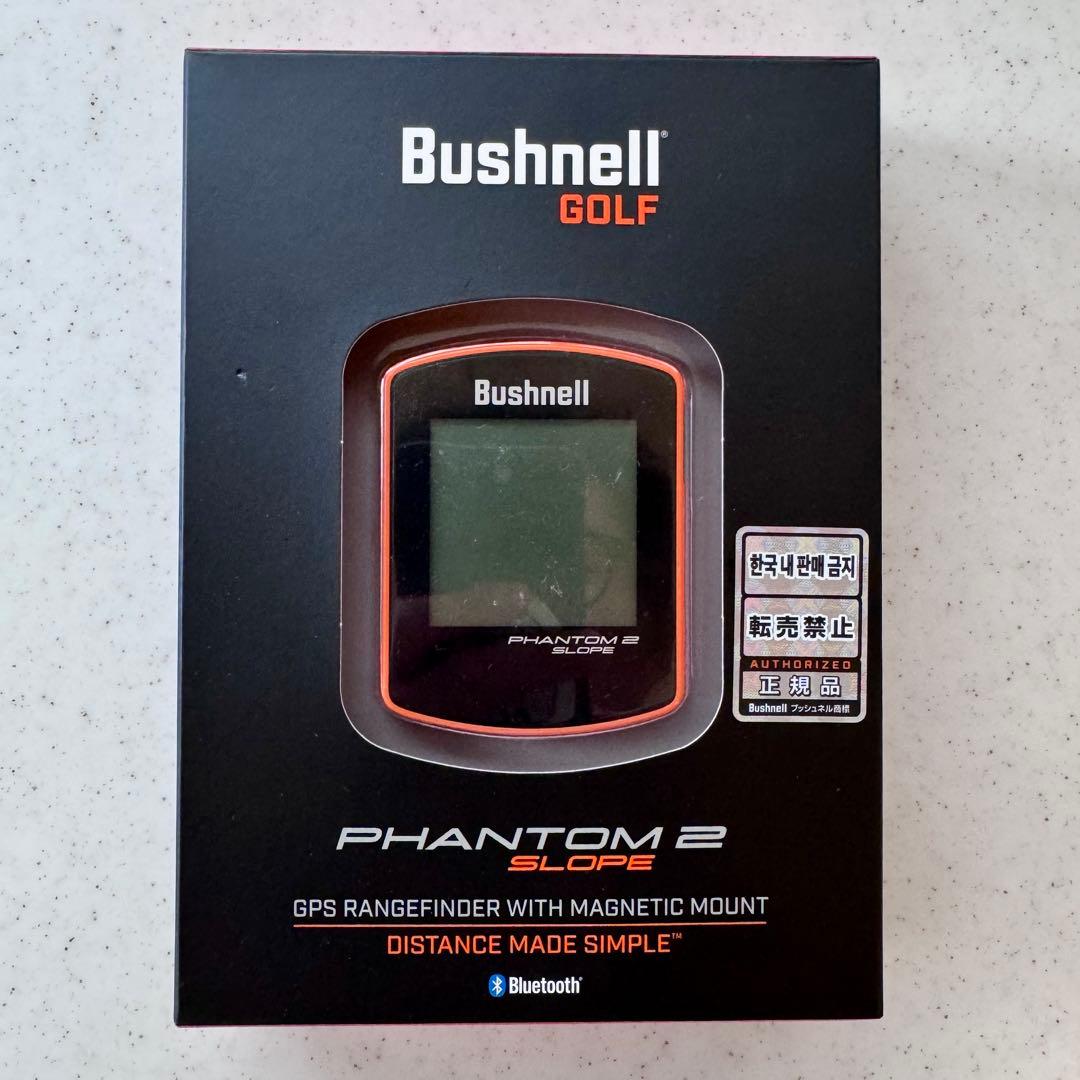 Bushnell®
GOLF
Bushnell
PHANTOM 2
SLOPE
한국 내 판매 금지
転売禁止
AUTHORIZED
正規品
Bushnell ブッシュネル商標
PHANTOM 2
SLOPE
GPS RANGEFINDER WITH MAGNETIC MOUNT
DISTANCE MADE SIMPLE™
Bluetooth®